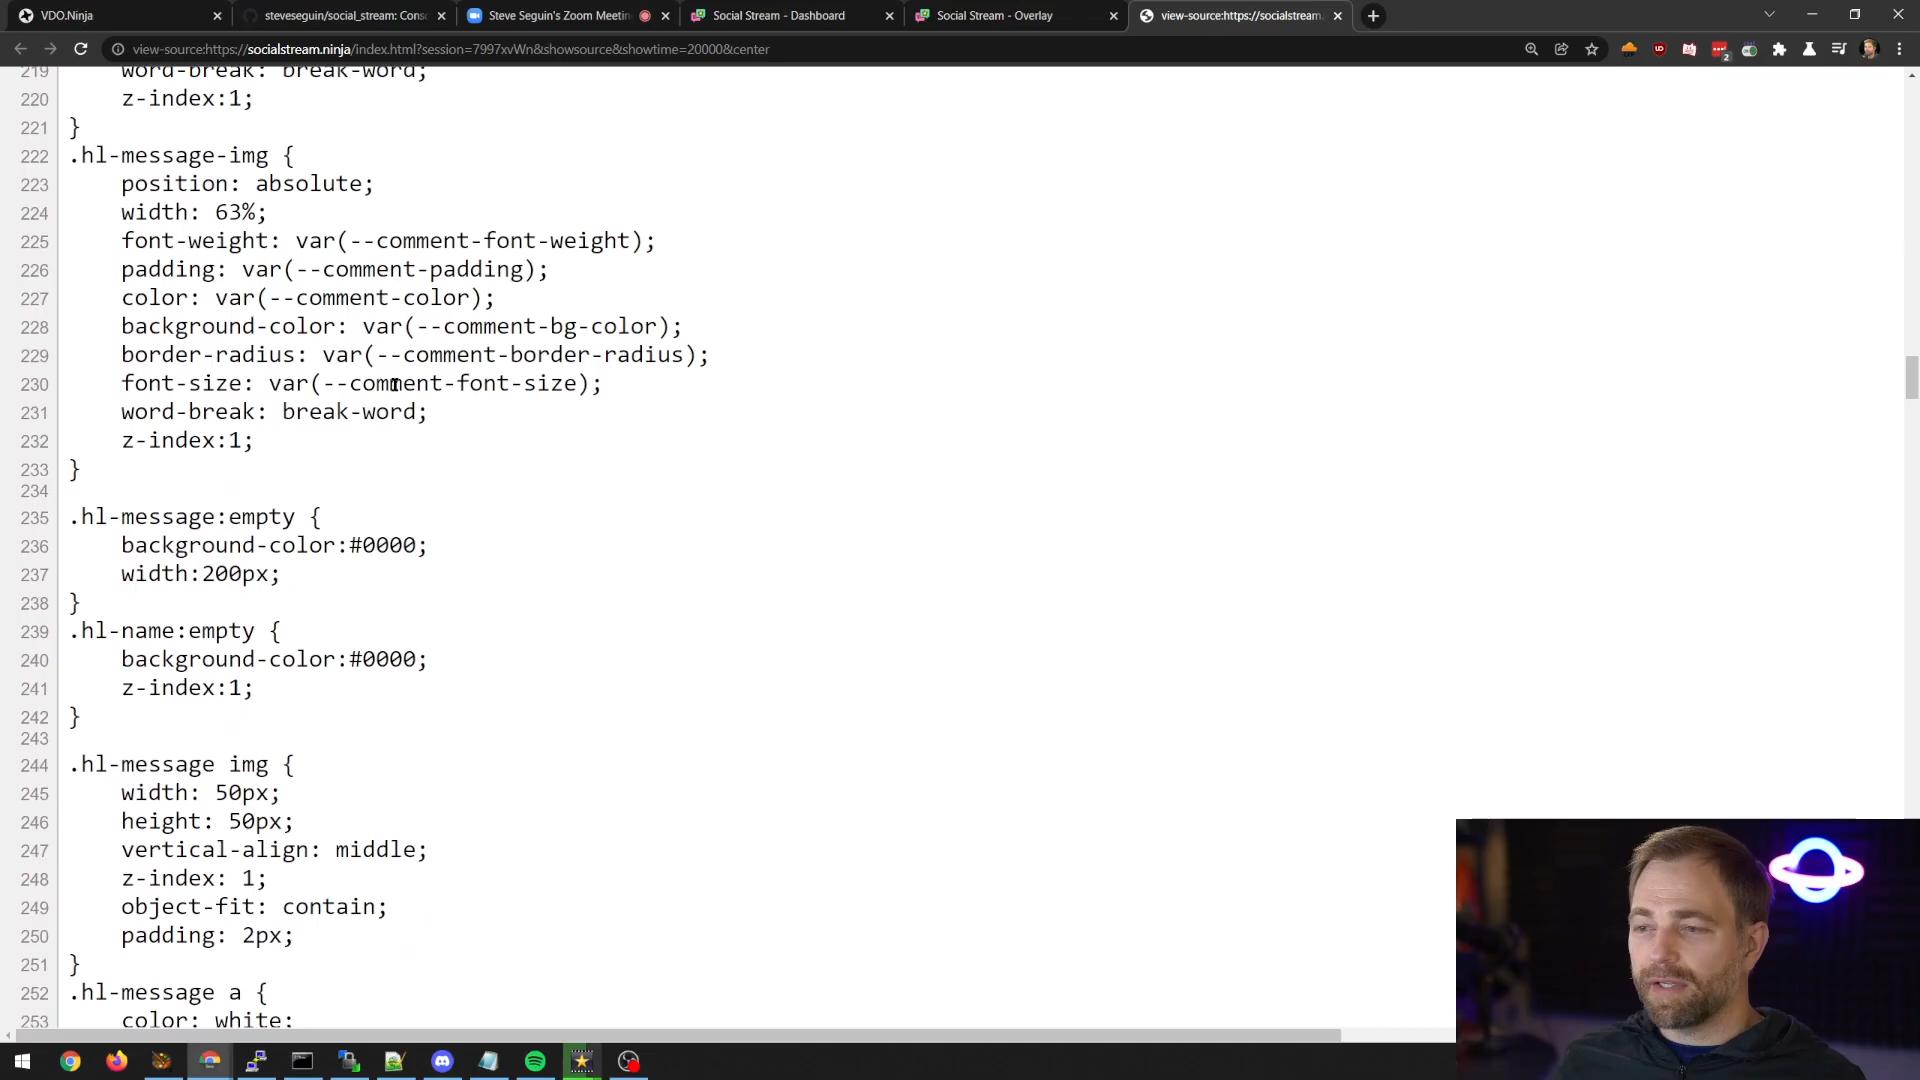 VDO.Ninja
steveseguin/social_stream: Conso
Steve Seguin's Zoom Meetin
Social Stream - Dashboard
Social Stream - Overlay
view-source:https://socialstream.
view-source:https://socialstream.ninja/index.html?session=7997xvWn&showsource&showtime=20000&center
2
219 word-break: break-word;
220 z-index:1;
221 }
222 .hl-message-img {
223 position: absolute;
224 width: 63%;
225 font-weight: var(--comment-font-weight);
226 padding: var(--comment-padding);
227 color: var(--comment-color);
228 background-color: var(--comment-bg-color);
229 border-radius: var(--comment-border-radius);
230 font-size: var(--comment-font-size);
231 word-break: break-word;
232 z-index:1;
233 }
234
235 .hl-message:empty {
236 background-color:#0000;
237 width:200px;
238 }
239 .hl-name:empty {
240 background-color:#0000;
241 z-index:1;
242 }
243
244 .hl-message img {
245 width: 50px;
246 height: 50px;
247 vertical-align: middle;
248 z-index: 1;
249 object-fit: contain;
250 padding: 2px;
251 }
252 .hl-message a {
253 color: white;